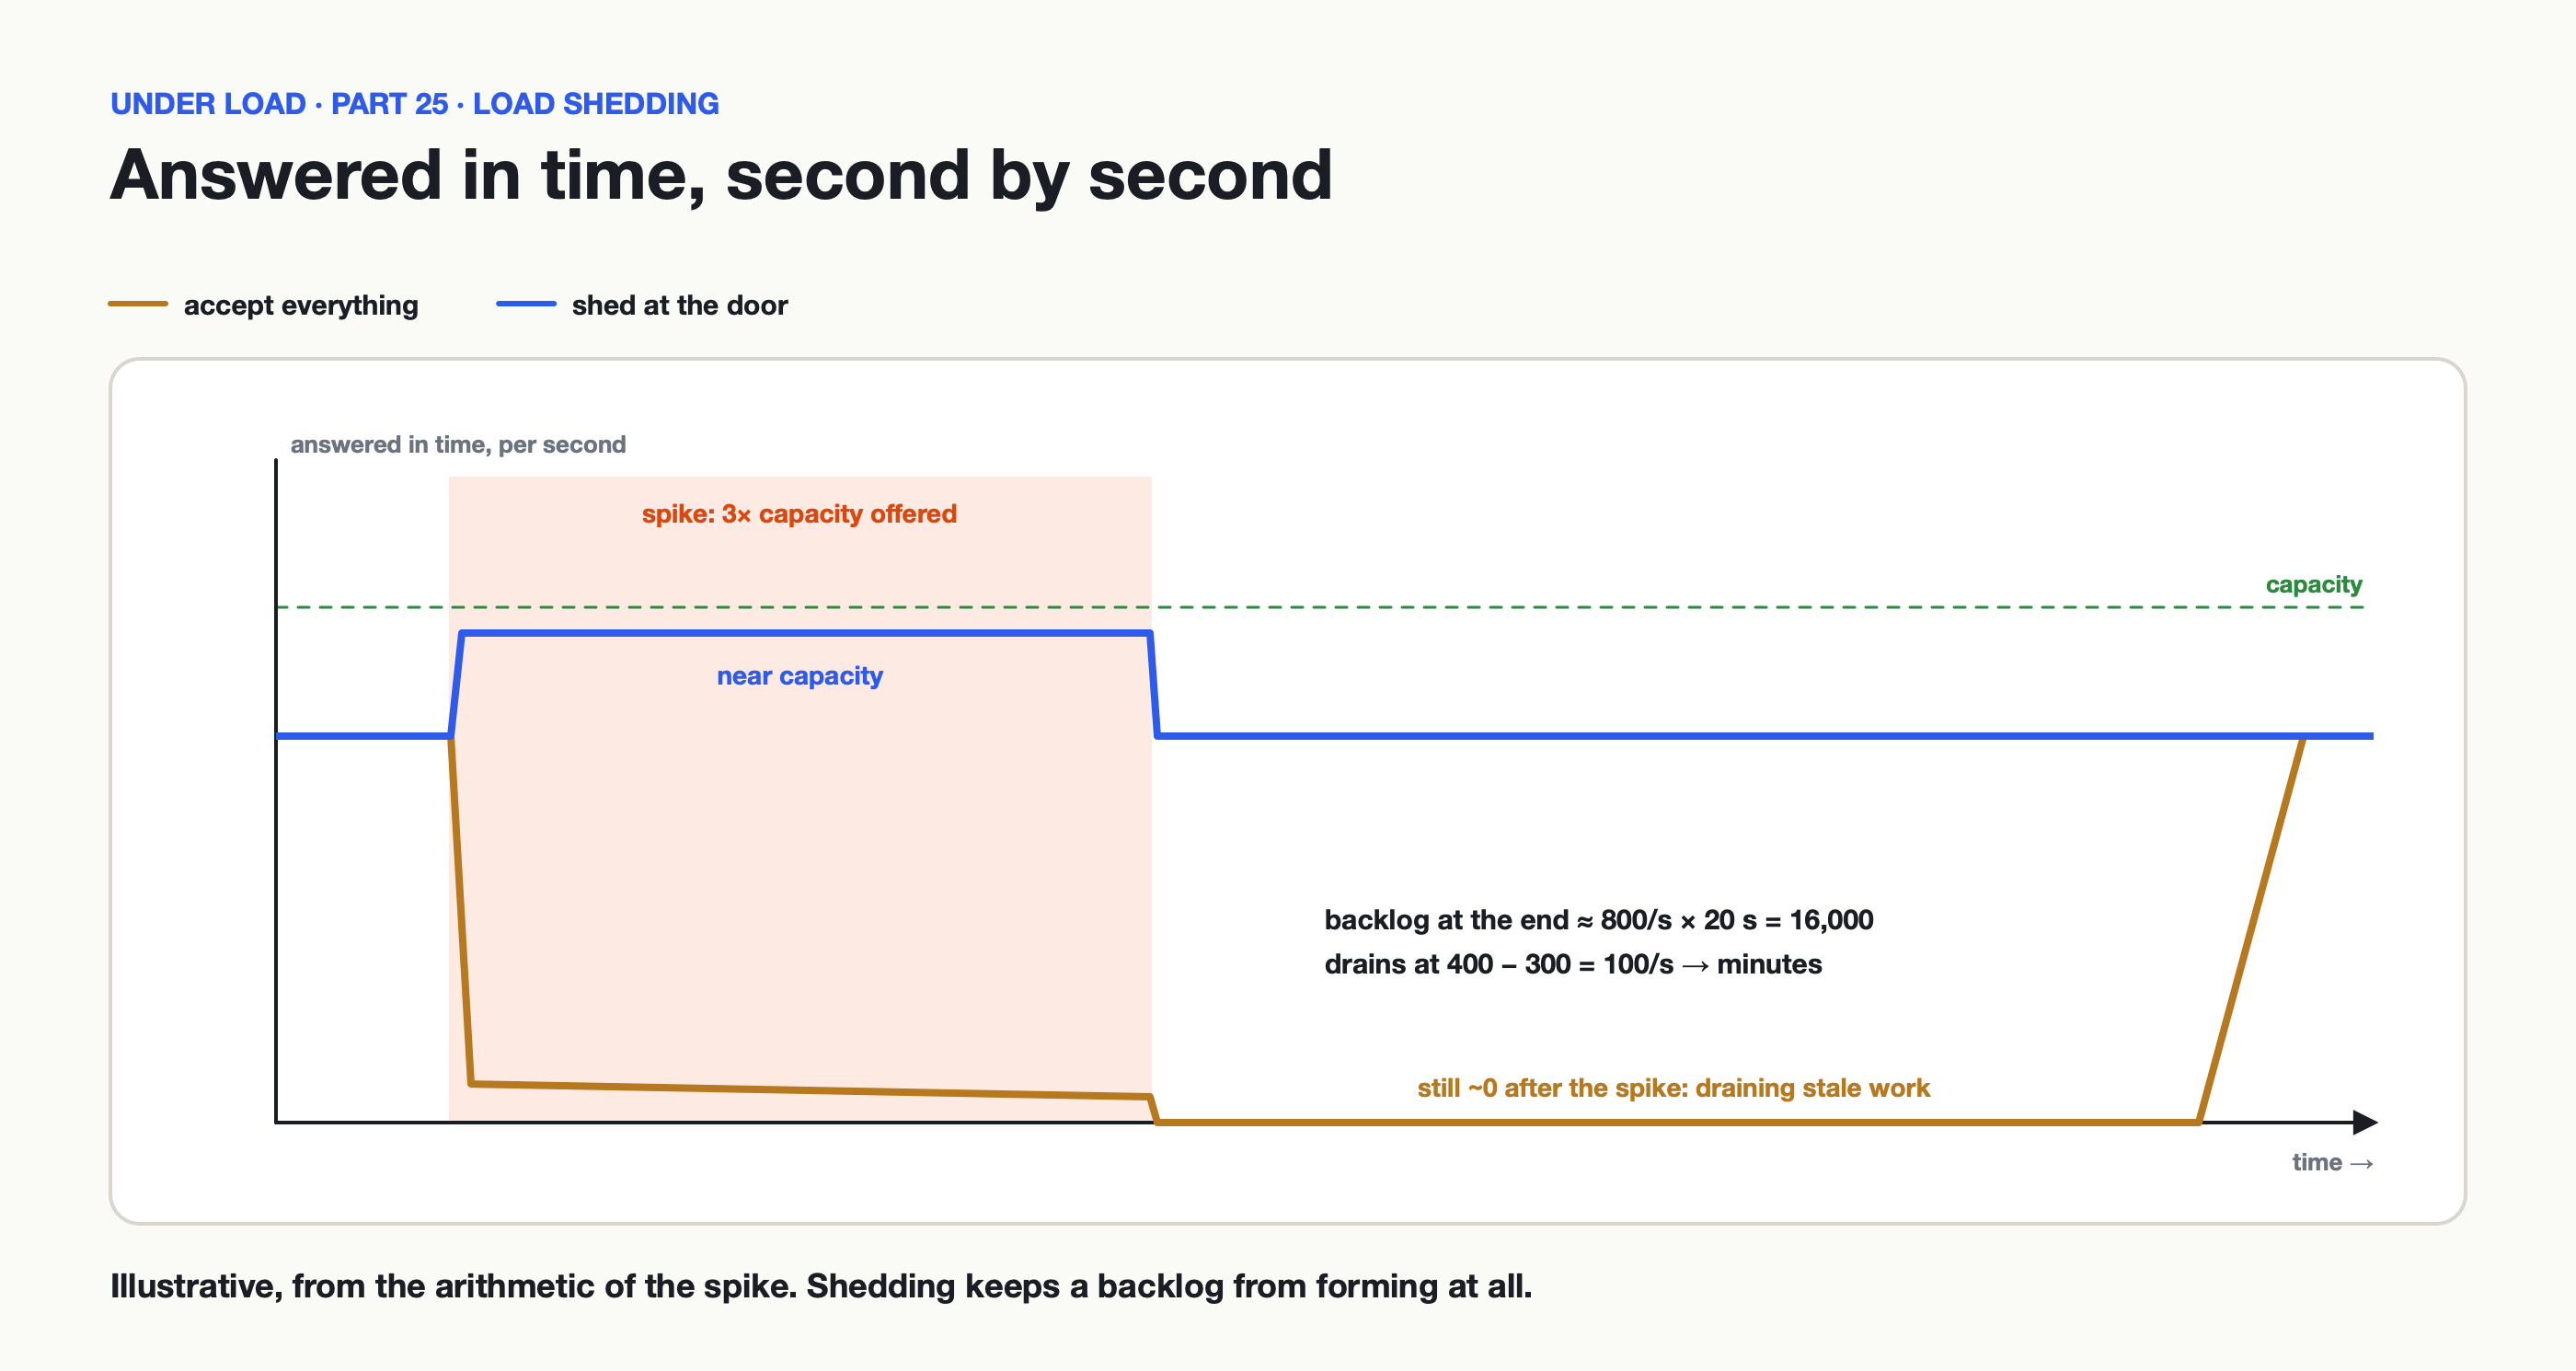 UNDER LOAD · PART 25 · LOAD SHEDDING
Answered in time, second by second
accept everything
shed at the door
answered in time, per second
spike: 3× capacity offered
capacity
near capacity
backlog at the end ≈ 800/s × 20 s = 16,000
drains at 400 − 300 = 100/s → minutes
still ~0 after the spike: draining stale work
time →
Illustrative, from the arithmetic of the spike. Shedding keeps a backlog from forming at all.